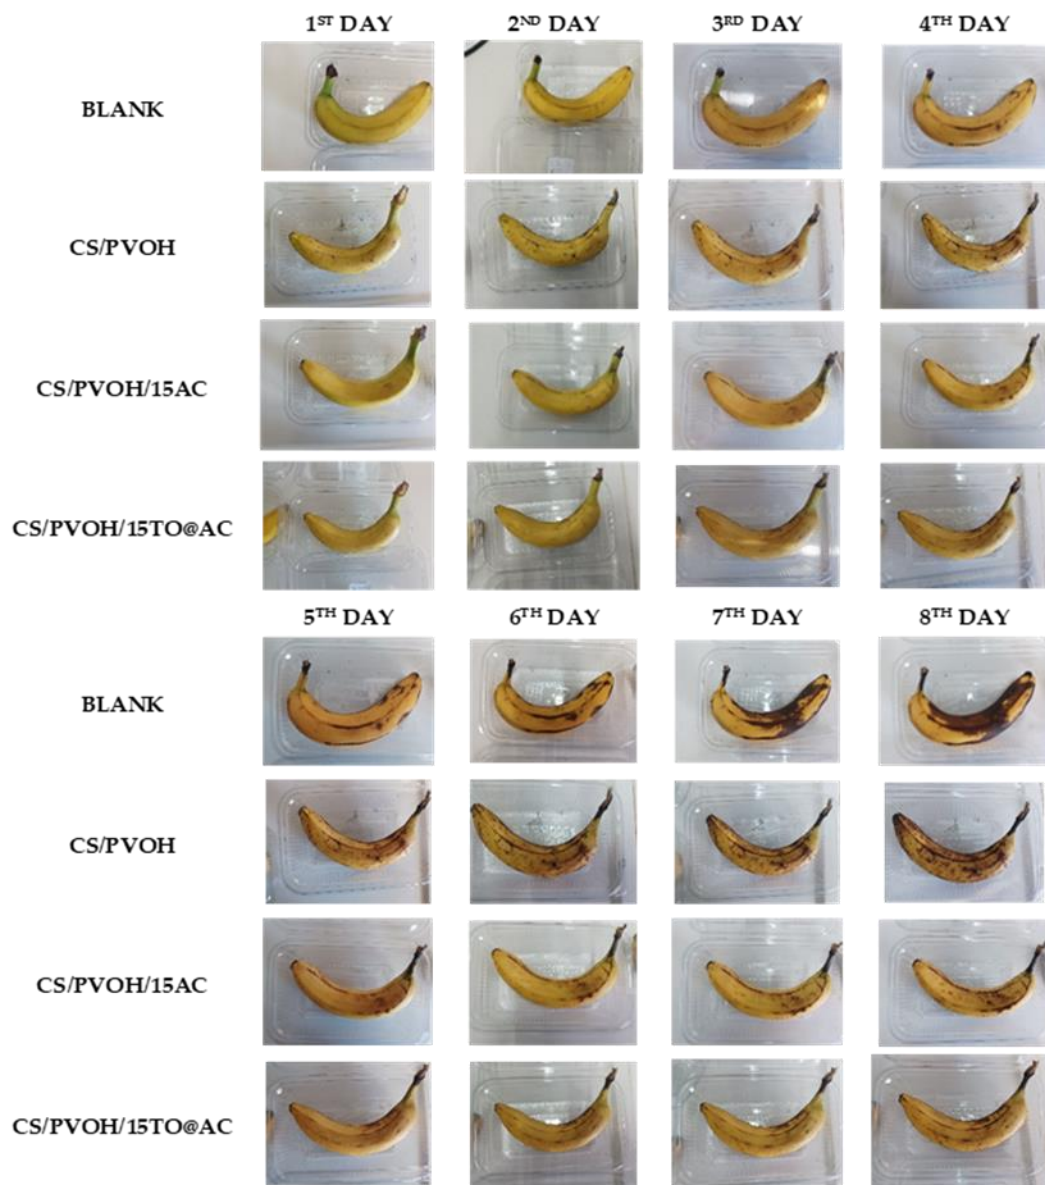 1ST DAY 2ND DAY 3RD DAY 4TH DAY
BLANK
CS/PVOH
CS/PVOH/15AC
CS/PVOH/15TO@AC
5TH DAY 6TH DAY 7TH DAY 8TH DAY
BLANK
CS/PVOH
CS/PVOH/15AC
CS/PVOH/15TO@AC